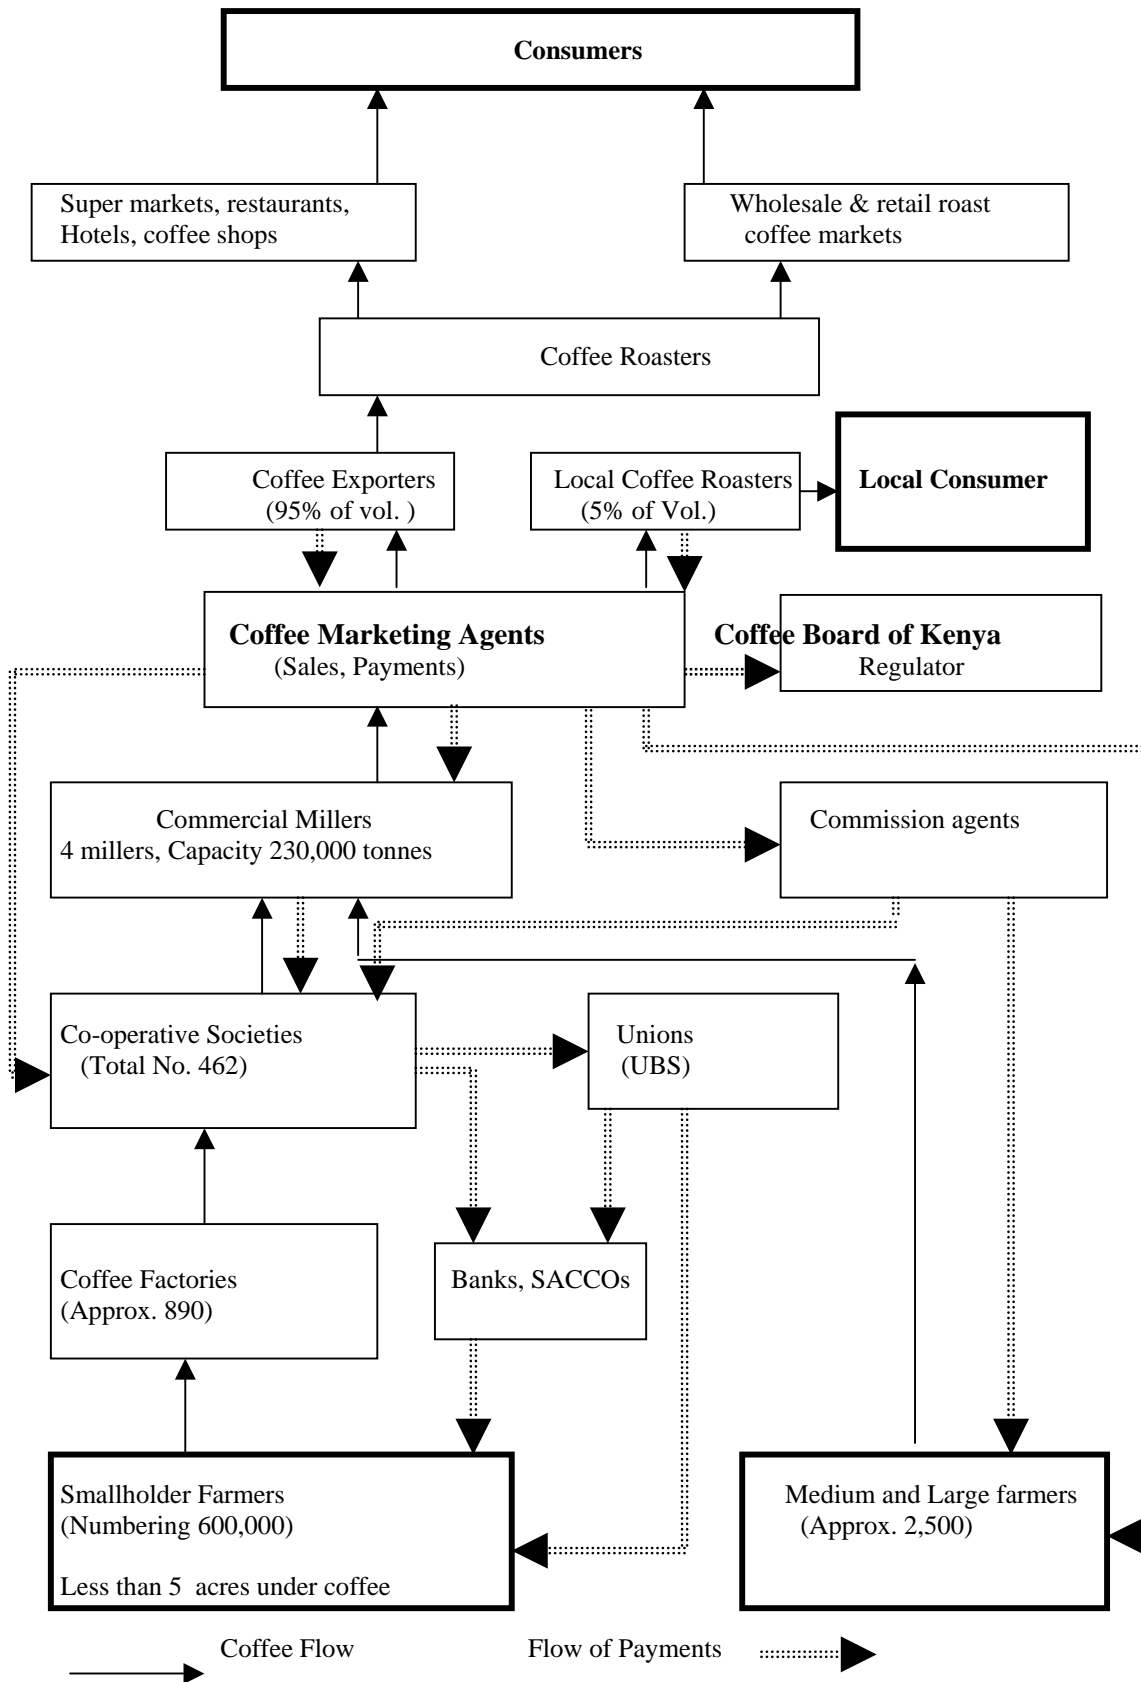 Consumers
Super markets, restaurants,
Hotels, coffee shops
Wholesale & retail roast
coffee markets
Coffee Roasters
Coffee Exporters
(95% of vol. )
Local Coffee Roasters
(5% of Vol.)
Local Consumer
Coffee Marketing Agents
(Sales, Payments)
Coffee Board of Kenya
Regulator
Commercial Millers
4 millers, Capacity 230,000 tonnes
Commission agents
Co-operative Societies
(Total No. 462)
Unions
(UBS)
Coffee Factories
(Approx. 890)
Banks, SACCOs
Smallholder Farmers
(Numbering 600,000)
Less than 5  acres under coffee
Medium and Large farmers
(Approx. 2,500)
Coffee Flow
Flow of Payments